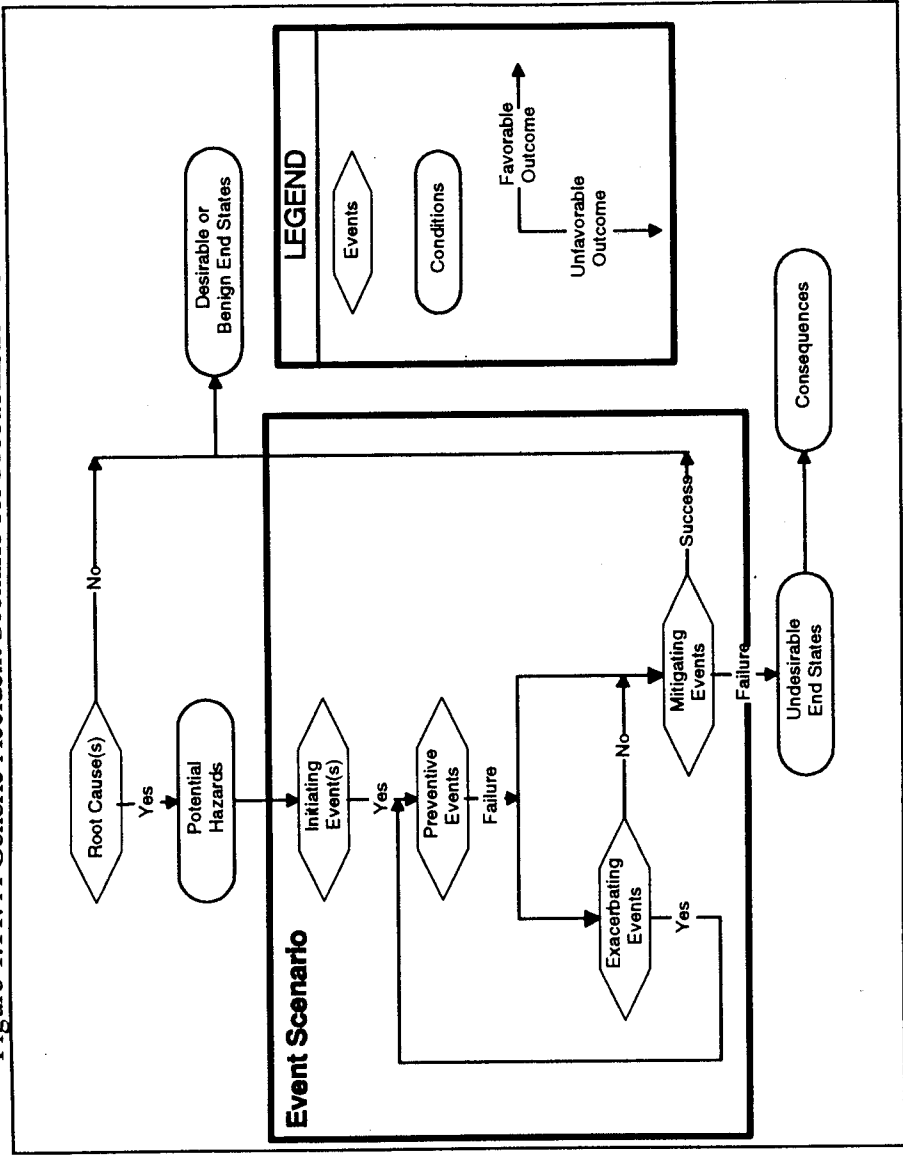 Root Cause(s)
No
Yes
Potential
Hazards
Desirable or
Benign End States
Event Scenario
Initiating
Event(s)
Yes
Preventive
Events
Failure
Exacerbating
Events
No
Yes
Mitigating
Events
Success
Failure
Undesirable
End States
Consequences
LEGEND
Events
Conditions
Favorable
Outcome
Unfavorable
Outcome